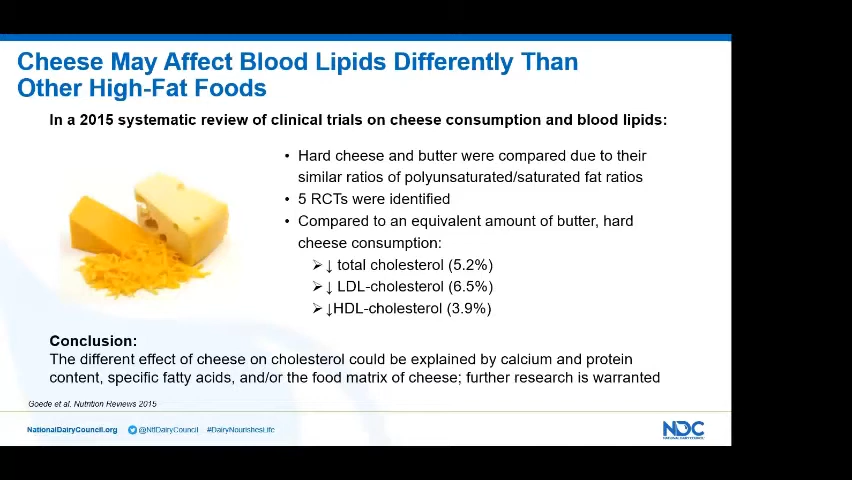 Cheese May Affect Blood Lipids Differently Than
Other High-Fat Foods
In a 2015 systematic review of clinical trials on cheese consumption and blood lipids:
• Hard cheese and butter were compared due to their
similar ratios of polyunsaturated/saturated fat ratios
• 5 RCTs were identified
• Compared to an equivalent amount of butter, hard
cheese consumption:
➢↓ total cholesterol (5.2%)
➢↓ LDL-cholesterol (6.5%)
➢↓HDL-cholesterol (3.9%)
Conclusion:
The different effect of cheese on cholesterol could be explained by calcium and protein
content, specific fatty acids, and/or the food matrix of cheese; further research is warranted
Goede et al. Nutrition Reviews 2015
NationalDairyCouncil.org @NtlDairyCouncil #DairyNourishesLife
NDC
NATIONAL DAIRY COUNCIL